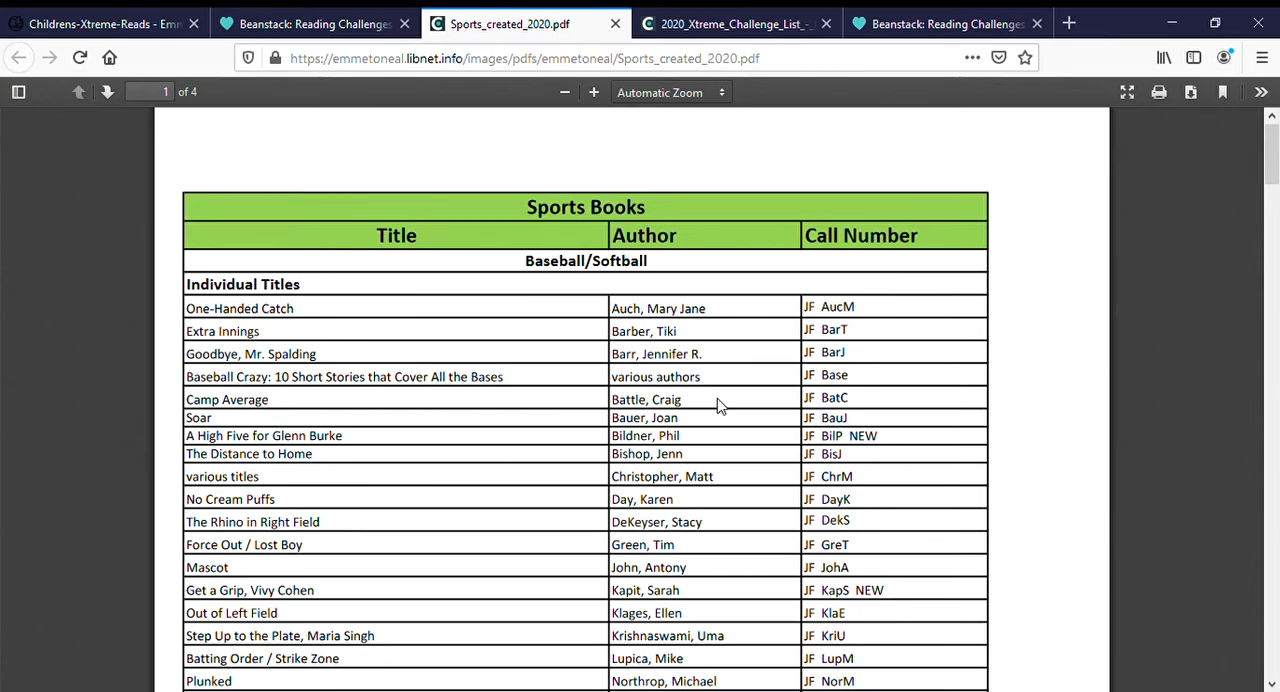 Childrens-Xtreme-Reads - Emm
Beanstack: Reading Challenges
Sports_created_2020.pdf
2020_Xtreme_Challenge_List_-
Beanstack: Reading Challenges
https://emmetoneal.libnet.info/images/pdfs/emmetoneal/Sports_created_2020.pdf
1 of 4
Automatic Zoom
Sports Books
Title Author Call Number
Baseball/Softball
Individual Titles
One-Handed Catch Auch, Mary Jane JF AucM
Extra Innings Barber, Tiki JF BarT
Goodbye, Mr. Spalding Barr, Jennifer R. JF BarJ
Baseball Crazy: 10 Short Stories that Cover All the Bases various authors JF Base
Camp Average Battle, Craig JF BatC
Soar Bauer, Joan JF BauJ
A High Five for Glenn Burke Bildner, Phil JF BilP NEW
The Distance to Home Bishop, Jenn JF BisJ
various titles Christopher, Matt JF ChrM
No Cream Puffs Day, Karen JF DayK
The Rhino in Right Field DeKeyser, Stacy JF DekS
Force Out / Lost Boy Green, Tim JF GreT
Mascot John, Antony JF JohA
Get a Grip, Vivy Cohen Kapit, Sarah JF KapS NEW
Out of Left Field Klages, Ellen JF KlaE
Step Up to the Plate, Maria Singh Krishnaswami, Uma JF KriU
Batting Order / Strike Zone Lupica, Mike JF LupM
Plunked Northrop, Michael JF NorM